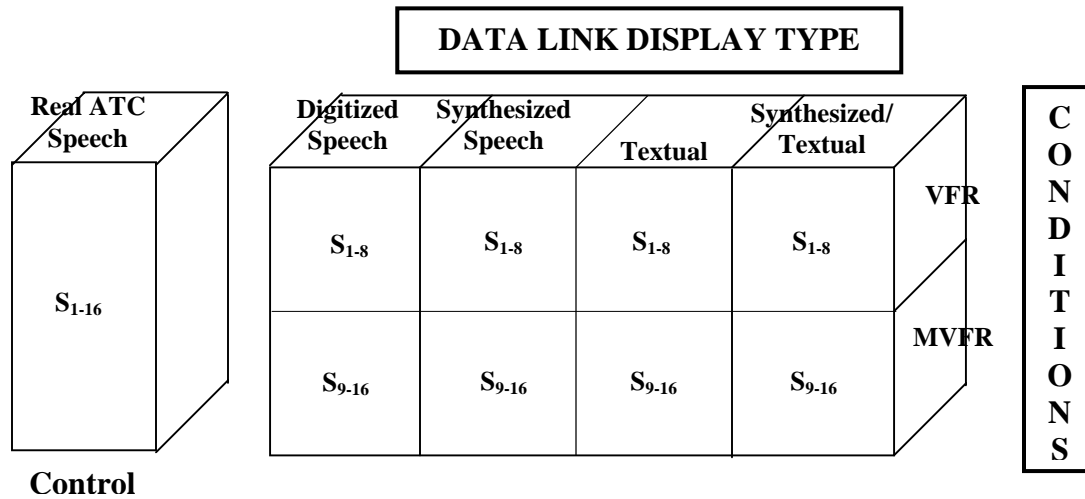 DATA LINK DISPLAY TYPE
Real ATC
Speech
Digitized
Speech
Synthesized
Speech
Textual
Synthesized/
Textual
S1-16
S1-8
S1-8
S1-8
S1-8
VFR
S9-16
S9-16
S9-16
S9-16
MVFR
Control
C
O
N
D
I
T
I
O
N
S